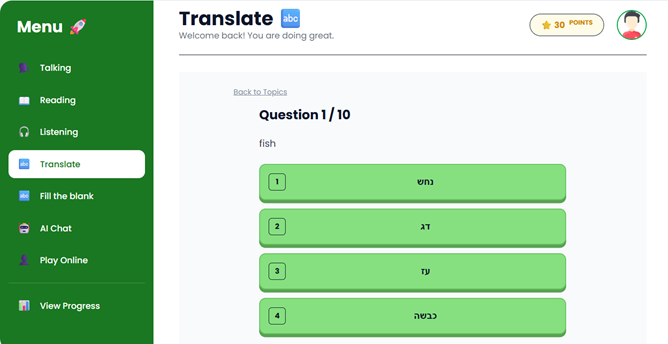 Menu 🚀
Talking
Reading
Listening
Translate
Fill the blank
AI Chat
Play Online
View Progress
Translate abc
Welcome back! You are doing great.
30 POINTS
Back to Topics
Question 1 / 10
fish
1 נחש
2 דג
3 עז
4 כבשה